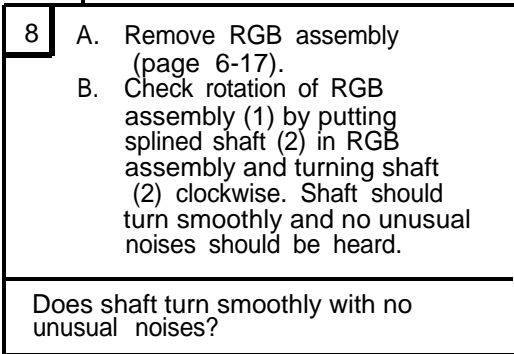 8 A. Remove RGB assembly
(page 6-17).
B. Check rotation of RGB
assembly (1) by putting
splined shaft (2) in RGB
assembly and turning shaft
(2) clockwise. Shaft should
turn smoothly and no unusual
noises should be heard.
Does shaft turn smoothly with no
unusual noises?